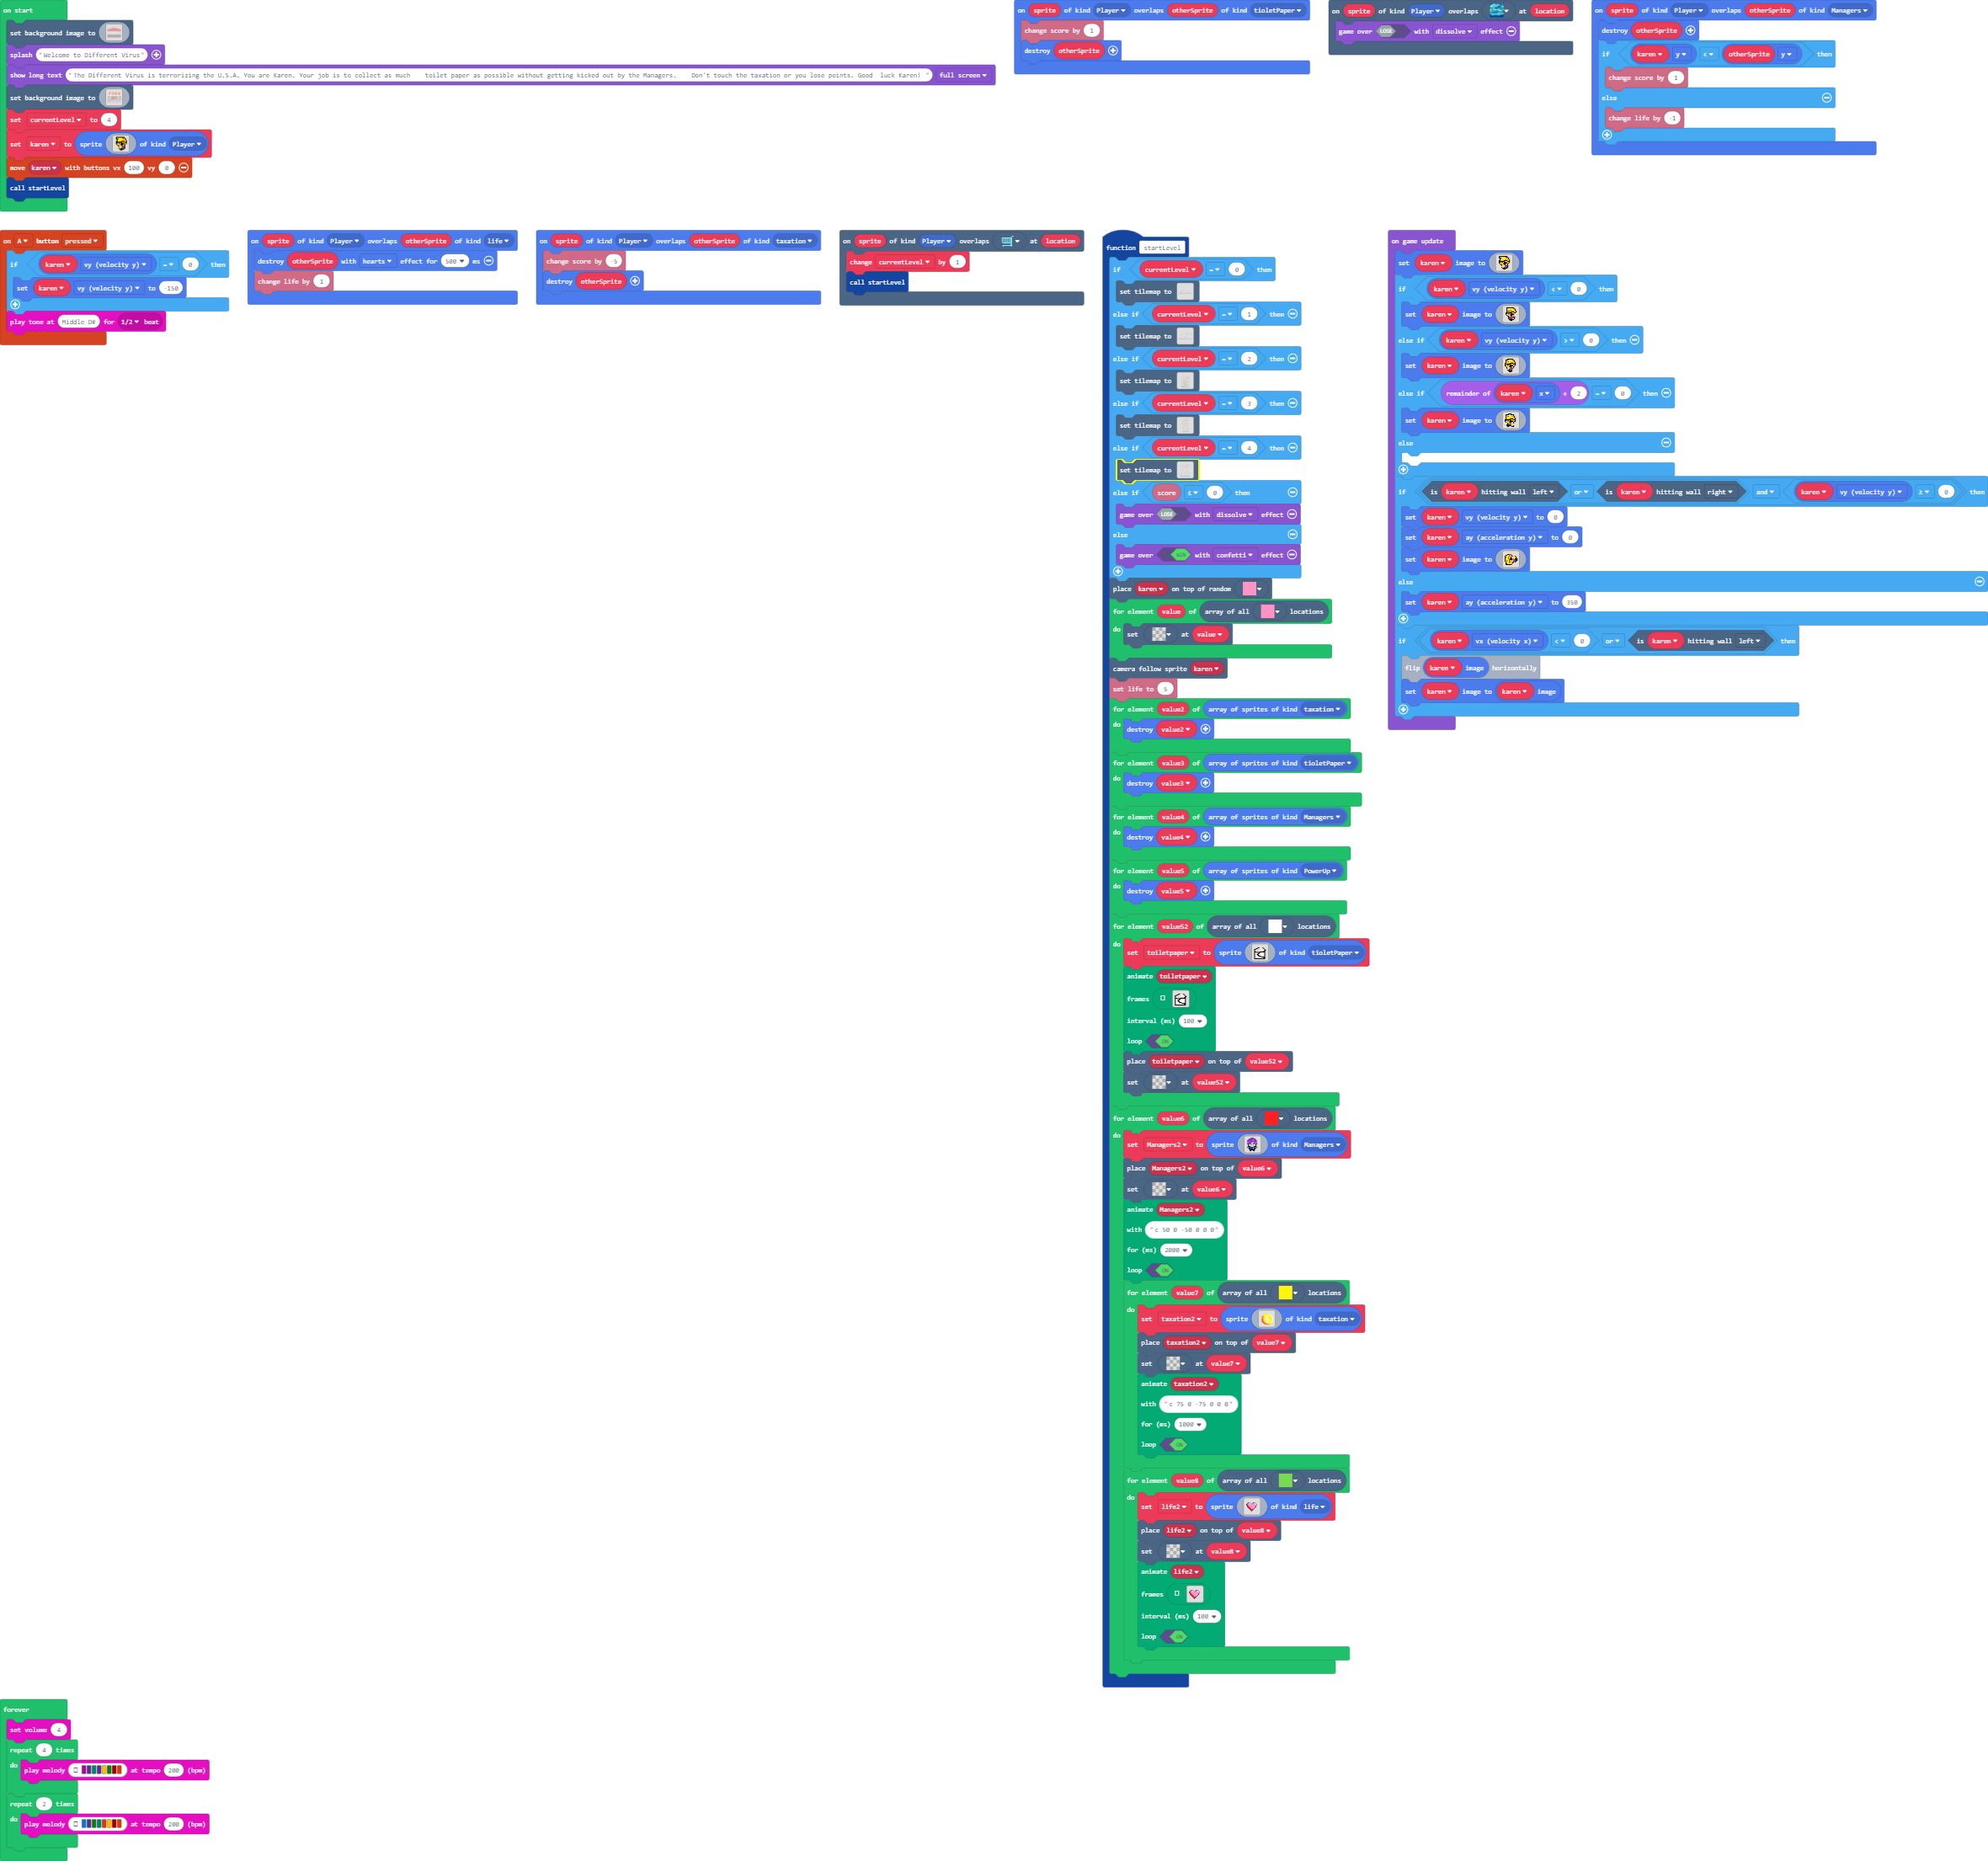 on start
set background image to
splash "Welcome to Different Virus"
show long text "The Different Virus is terrorizing the U.S.A. You are Karen. Your job is to collect as much toilet paper as possible without getting kicked out by the Managers. Don't touch the taxation or you lose points. Good luck Karen! " full screen
set background image to
set currentLevel to 4
set karen to sprite of kind Player
move karen with buttons vx 100 vy 0
call startLevel
on sprite of kind Player overlaps otherSprite of kind tioletPaper
change score by 1
destroy otherSprite
on sprite of kind Player overlaps at location
game over LOSE with dissolve effect
on sprite of kind Player overlaps otherSprite of kind Managers
destroy otherSprite
if karen y < otherSprite y then
change score by 1
else
change life by -1
on A button pressed
if karen vy (velocity y) = 0 then
set karen vy (velocity y) to -150
play tone at Middle D# for 1/2 beat
on sprite of kind Player overlaps otherSprite of kind life
destroy otherSprite with hearts effect for 500 ms
change life by 1
on sprite of kind Player overlaps otherSprite of kind taxation
change score by -5
destroy otherSprite
on sprite of kind Player overlaps at location
change currentLevel by 1
call startLevel
function startLevel
if currentLevel = 0 then
set tilemap to
else if currentLevel = 1 then
set tilemap to
else if currentLevel = 2 then
set tilemap to
else if currentLevel = 3 then
set tilemap to
else if currentLevel = 4 then
set tilemap to
else if score ≤ 0 then
game over LOSE with dissolve effect
else
game over WIN with confetti effect
place karen on top of random
for element value of array of all locations
do set at value
camera follow sprite karen
set life to 5
for element value2 of array of sprites of kind taxation
do destroy value2
for element value3 of array of sprites of kind tioletPaper
do destroy value3
for element value4 of array of sprites of kind Managers
do destroy value4
for element value5 of array of sprites of kind PowerUp
do destroy value5
for element value52 of array of all locations
do set toiletpaper to sprite of kind tioletPaper
animate toiletpaper
frames
interval (ms) 100
loop ON
place toiletpaper on top of value52
set at value52
for element value6 of array of all locations
do set Managers2 to sprite of kind Managers
place Managers2 on top of value6
set at value6
animate Managers2
with "c 50 0 -50 0 0 0"
for (ms) 2000
loop ON
for element value7 of array of all locations
do set taxation2 to sprite of kind taxation
place taxation2 on top of value7
set at value7
animate taxation2
with "c 75 0 -75 0 0 0"
for (ms) 1000
loop ON
for element value8 of array of all locations
do set life2 to sprite of kind life
place life2 on top of value8
set at value8
animate life2
frames
interval (ms) 100
loop ON
on game update
set karen image to
if karen vy (velocity y) < 0 then
set karen image to
else if karen vy (velocity y) > 0 then
set karen image to
else if remainder of karen x ÷ 2 = 0 then
set karen image to
else
if is karen hitting wall left or is karen hitting wall right and karen vy (velocity y) ≥ 0 then
set karen vy (velocity y) to 0
set karen ay (acceleration y) to 0
set karen image to
else
set karen ay (acceleration y) to 350
if karen vx (velocity x) < 0 or is karen hitting wall left then
flip karen image horizontally
set karen image to karen image
forever
set volume 4
repeat 4 times
do play melody at tempo 200 (bpm)
repeat 2 times
do play melody at tempo 200 (bpm)